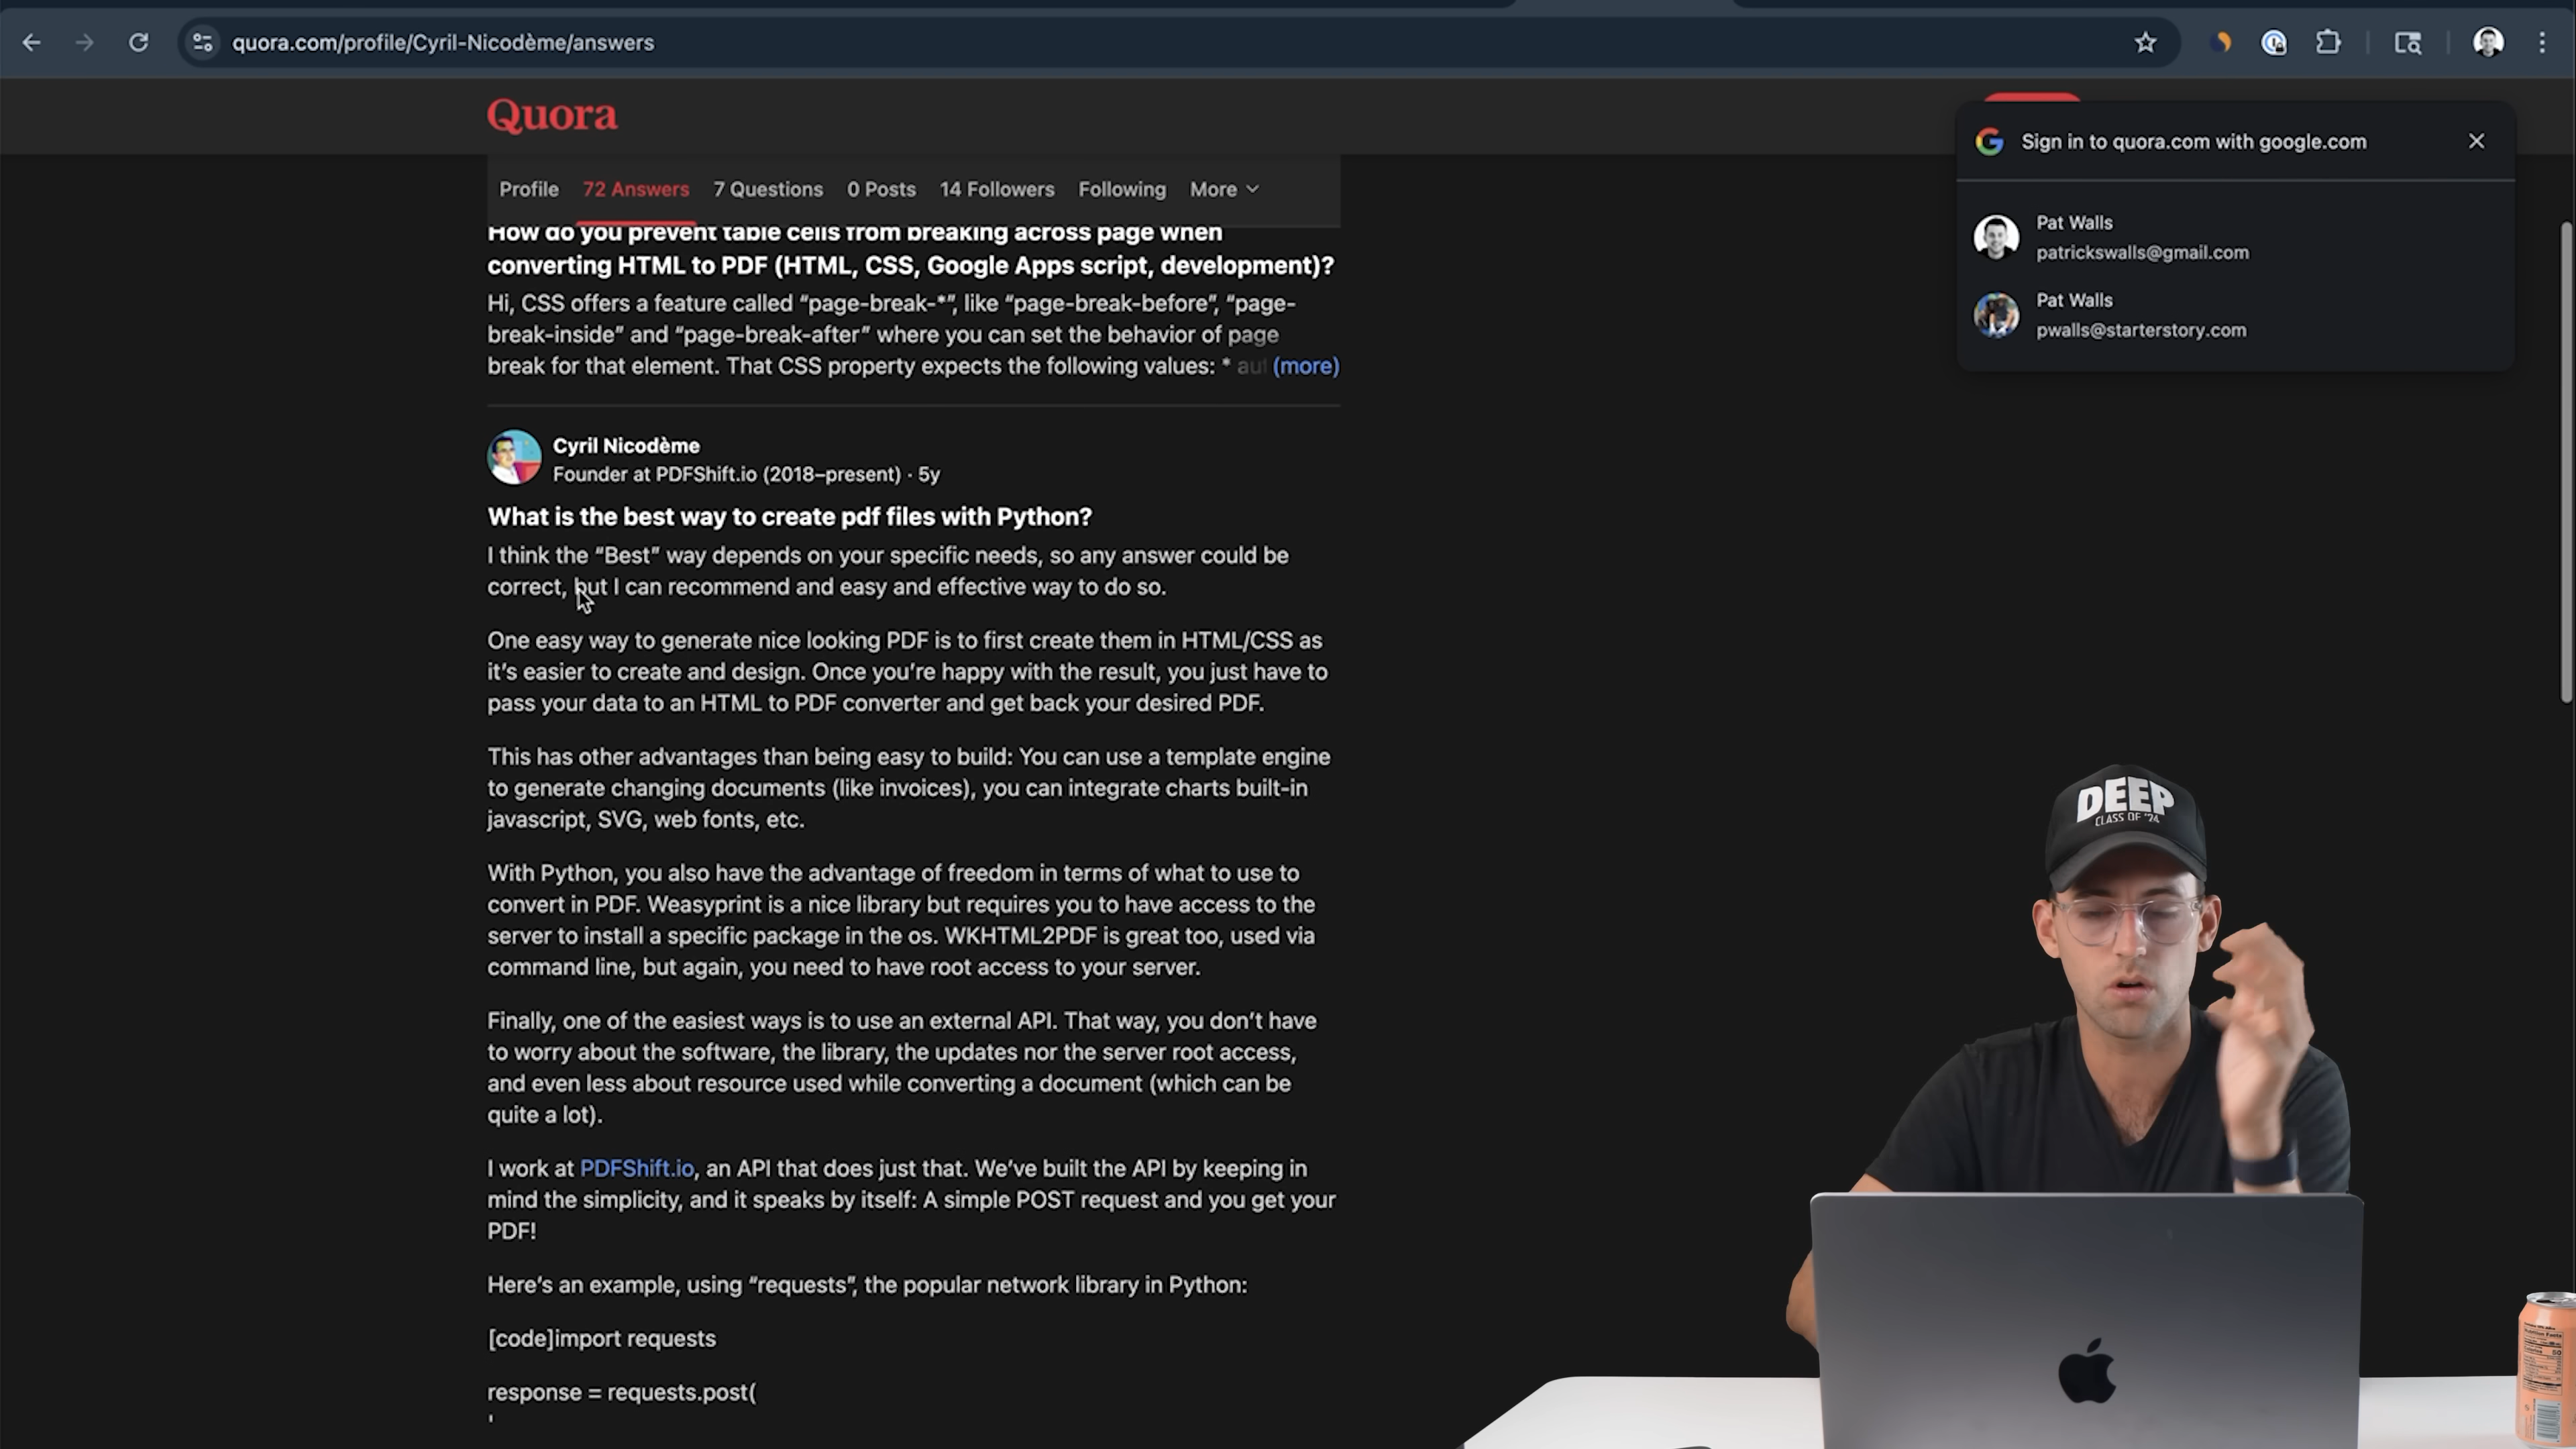 quora.com/profile/Cyril-Nicodème/answers
Quora
Sign in to quora.com with google.com
Pat Walls
patrickswalls@gmail.com
Pat Walls
pwalls@starterstory.com
Profile 72 Answers 7 Questions 0 Posts 14 Followers Following More
How do you prevent table cells from breaking across page when
converting HTML to PDF (HTML, CSS, Google Apps script, development)?
Hi, CSS offers a feature called “page-break-*”, like “page-break-before”, “page-
break-inside” and “page-break-after” where you can set the behavior of page
break for that element. That CSS property expects the following values: * aut (more)
Cyril Nicodème
Founder at PDFShift.io (2018–present) · 5y
What is the best way to create pdf files with Python?
I think the “Best” way depends on your specific needs, so any answer could be
correct, but I can recommend and easy and effective way to do so.
One easy way to generate nice looking PDF is to first create them in HTML/CSS as
it’s easier to create and design. Once you’re happy with the result, you just have to
pass your data to an HTML to PDF converter and get back your desired PDF.
This has other advantages than being easy to build: You can use a template engine
to generate changing documents (like invoices), you can integrate charts built-in
javascript, SVG, web fonts, etc.
With Python, you also have the advantage of freedom in terms of what to use to
convert in PDF. Weasyprint is a nice library but requires you to have access to the
server to install a specific package in the os. WKHTML2PDF is great too, used via
command line, but again, you need to have root access to your server.
Finally, one of the easiest ways is to use an external API. That way, you don’t have
to worry about the software, the library, the updates nor the server root access,
and even less about resource used while converting a document (which can be
quite a lot).
I work at PDFShift.io, an API that does just that. We’ve built the API by keeping in
mind the simplicity, and it speaks by itself: A simple POST request and you get your
PDF!
Here’s an example, using “requests”, the popular network library in Python:
[code]import requests
response = requests.post(
'
DEEP
CLASS OF '24
Nutrition Facts